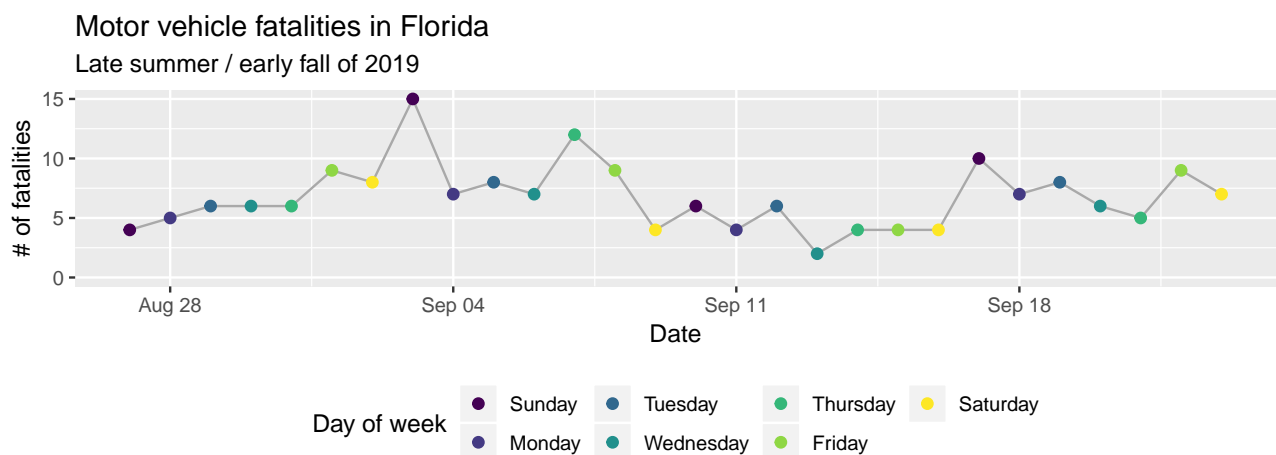 Motor vehicle fatalities in Florida
Late summer / early fall of 2019
# of fatalities
15
10
5
0
Aug 28 Sep 04 Sep 11 Sep 18
Date
Day of week
Sunday Tuesday Thursday Saturday
Monday Wednesday Friday